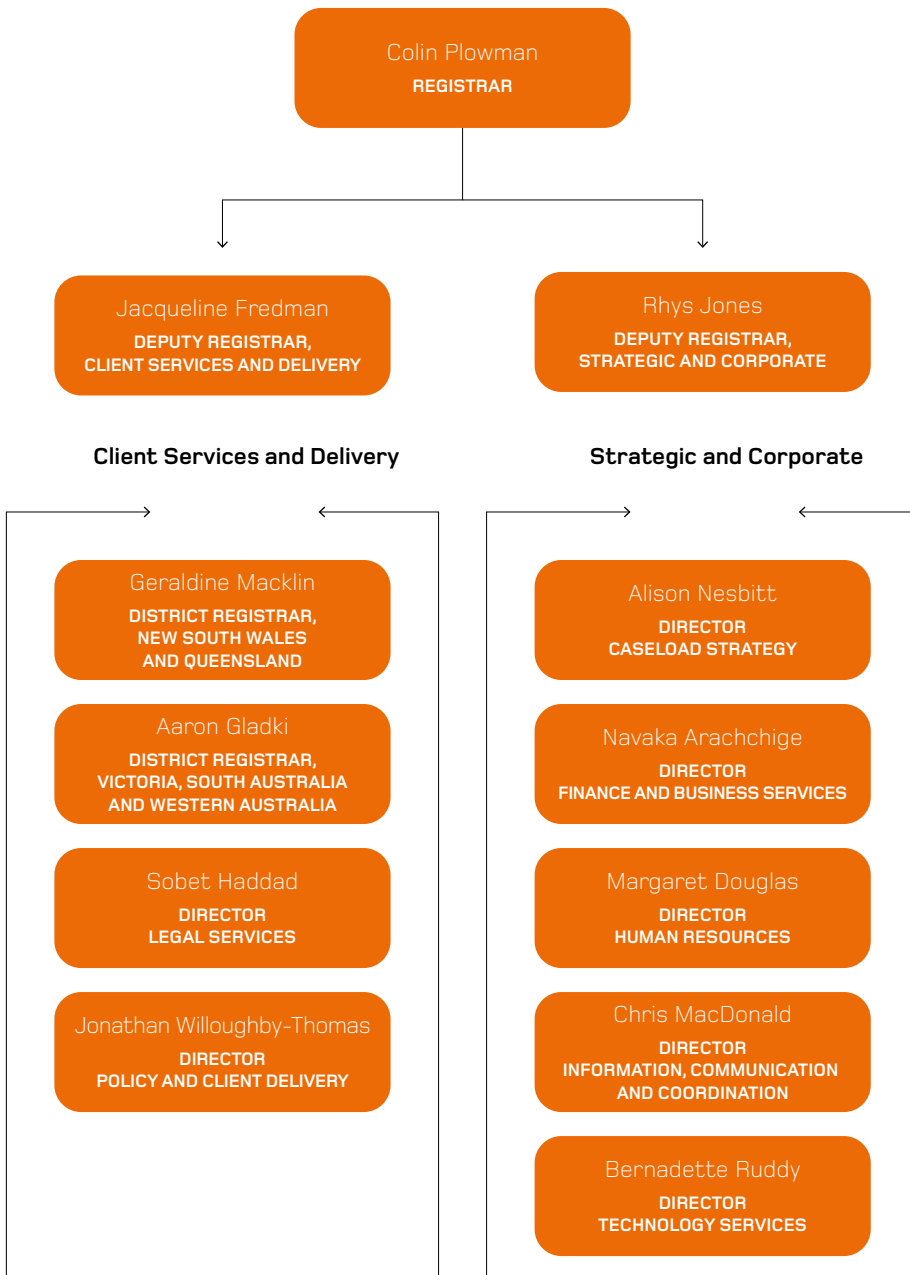 Colin Plowman
REGISTRAR
Jacqueline Fredman
DEPUTY REGISTRAR,
CLIENT SERVICES AND DELIVERY
Rhys Jones
DEPUTY REGISTRAR,
STRATEGIC AND CORPORATE
Client Services and Delivery
Geraldine Macklin
DISTRICT REGISTRAR,
NEW SOUTH WALES
AND QUEENSLAND
Aaron Gladki
DISTRICT REGISTRAR,
VICTORIA, SOUTH AUSTRALIA
AND WESTERN AUSTRALIA
Sobet Haddad
DIRECTOR
LEGAL SERVICES
Jonathan Willoughby-Thomas
DIRECTOR
POLICY AND CLIENT DELIVERY
Strategic and Corporate
Alison Nesbitt
DIRECTOR
CASELOAD STRATEGY
Navaka Arachchige
DIRECTOR
FINANCE AND BUSINESS SERVICES
Margaret Douglas
DIRECTOR
HUMAN RESOURCES
Chris MacDonald
DIRECTOR
INFORMATION, COMMUNICATION
AND COORDINATION
Bernadette Ruddy
DIRECTOR
TECHNOLOGY SERVICES